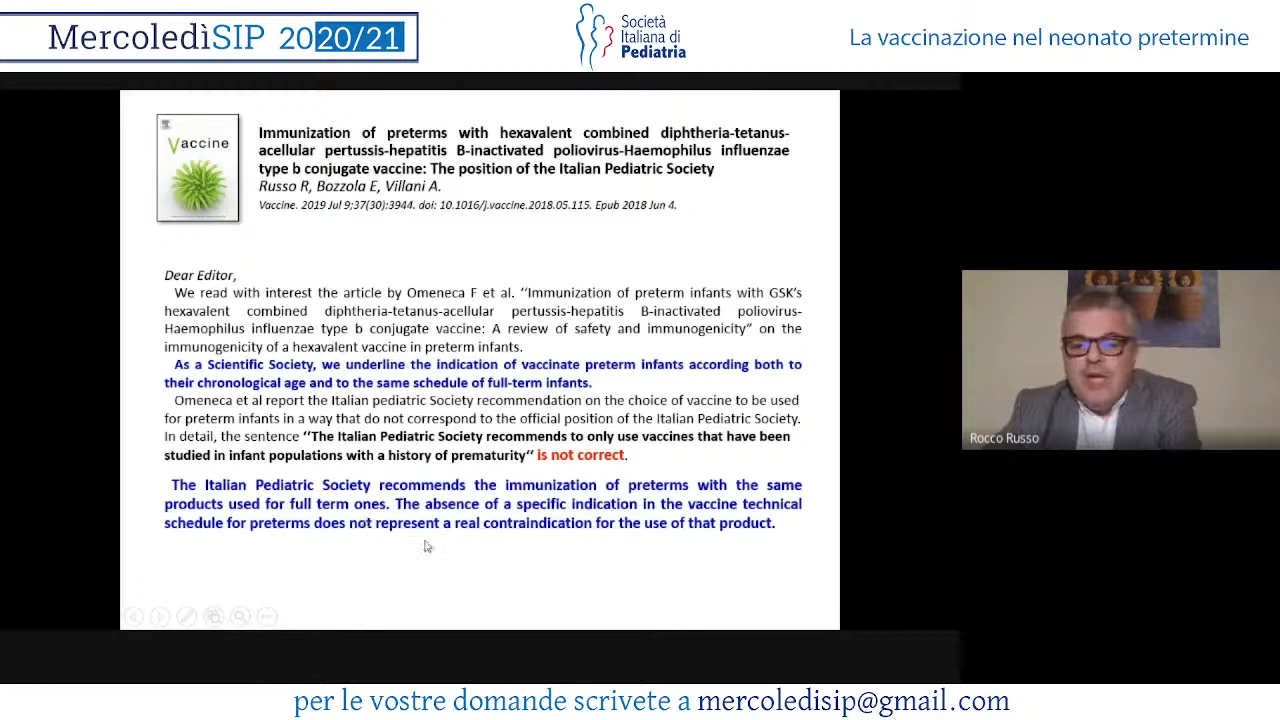 MercoledìSIP 2020/21
Società
Italiana di
Pediatria
La vaccinazione nel neonato pretermine
Vaccine
Immunization of preterms with hexavalent combined diphtheria-tetanus-
acellular pertussis-hepatitis B-inactivated poliovirus-Haemophilus influenzae
type b conjugate vaccine: The position of the Italian Pediatric Society
Russo R, Bozzola E, Villani A.
Vaccine. 2019 Jul 9;37(30):3944. doi: 10.1016/j.vaccine.2018.05.115. Epub 2018 Jun 4.
Dear Editor,
We read with interest the article by Omeneca F et al. “Immunization of preterm infants with GSK’s
hexavalent combined diphtheria-tetanus-acellular pertussis-hepatitis B-inactivated poliovirus-
Haemophilus influenzae type b conjugate vaccine: A review of safety and immunogenicity” on the
immunogenicity of a hexavalent vaccine in preterm infants.
As a Scientific Society, we underline the indication of vaccinate preterm infants according both to
their chronological age and to the same schedule of full-term infants.
Omeneca et al report the Italian pediatric Society recommendation on the choice of vaccine to be used
for preterm infants in a way that do not correspond to the official position of the Italian Pediatric Society.
In detail, the sentence “The Italian Pediatric Society recommends to only use vaccines that have been
studied in infant populations with a history of prematurity“ is not correct.
The Italian Pediatric Society recommends the immunization of preterms with the same
products used for full term ones. The absence of a specific indication in the vaccine technical
schedule for preterms does not represent a real contraindication for the use of that product.
Rocco Russo
per le vostre domande scrivete a mercoledisip@gmail.com